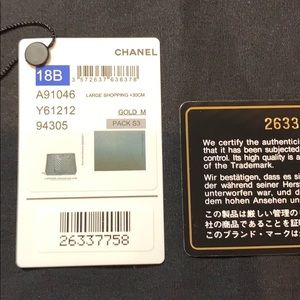 CHANEL
18B
3 572637 636378
A91046
LARGE SHOPPING +30CM
Y61212
GOLD M
94305
PACK S3
26337758
2633
We certify the authentici
that it has been subjected
control. Its high quality is a
of the Trademark.
Wir bestätigen, dass es si
der während seiner Hers
unterworfen war, und d
dem hohen Ansehen un
この製品は厳しい管理の
社の商品であることを証
このブランド・マークは